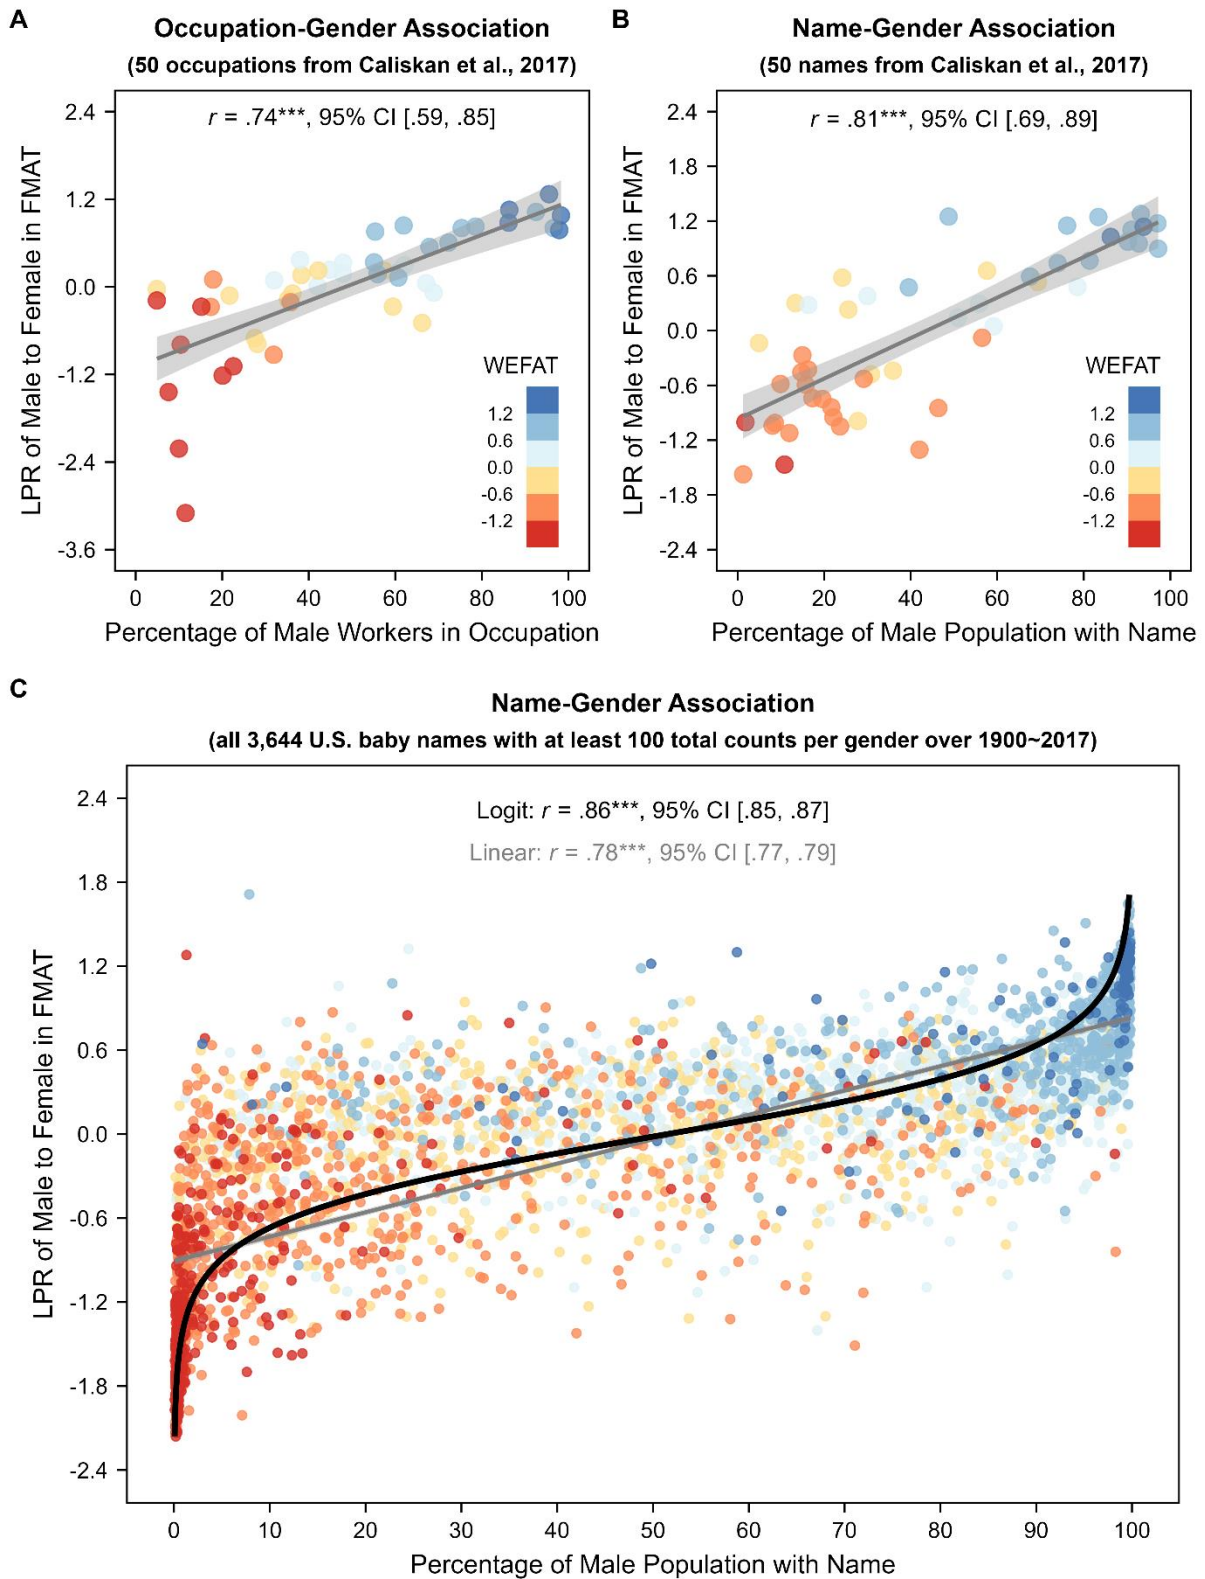 A
Occupation-Gender Association
(50 occupations from Caliskan et al., 2017)
r = .74***, 95% CI [.59, .85]
LPR of Male to Female in FMAT
2.4
1.2
0.0
-1.2
-2.4
-3.6
WEFAT
1.2
0.6
0.0
-0.6
-1.2
0 20 40 60 80 100
Percentage of Male Workers in Occupation
B
Name-Gender Association
(50 names from Caliskan et al., 2017)
r = .81***, 95% CI [.69, .89]
LPR of Male to Female in FMAT
2.4
1.8
1.2
0.6
0.0
-0.6
-1.2
-1.8
-2.4
WEFAT
1.2
0.6
0.0
-0.6
-1.2
0 20 40 60 80 100
Percentage of Male Population with Name
C
Name-Gender Association
(all 3,644 U.S. baby names with at least 100 total counts per gender over 1900~2017)
Logit: r = .86***, 95% CI [.85, .87]
Linear: r = .78***, 95% CI [.77, .79]
LPR of Male to Female in FMAT
2.4
1.8
1.2
0.6
0.0
-0.6
-1.2
-1.8
-2.4
0 10 20 30 40 50 60 70 80 90 100
Percentage of Male Population with Name